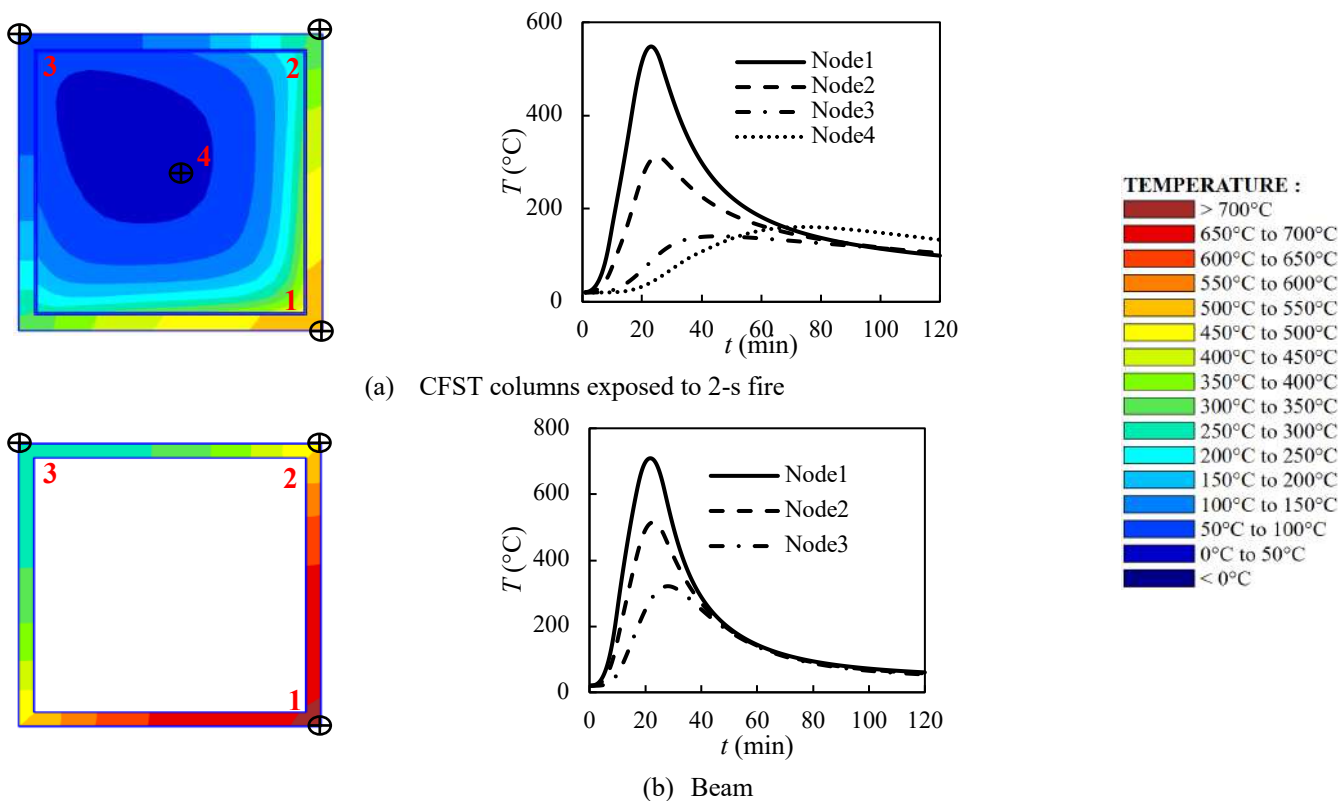 3
2
4
1
600
400
200
0
T (°C)
Node1
Node2
Node3
Node4
0 20 40 60 80 100 120
t (min)
(a) CFST columns exposed to 2-s fire
3
2
1
800
600
400
200
0
T (°C)
Node1
Node2
Node3
0 20 40 60 80 100 120
t (min)
(b) Beam
TEMPERATURE :
> 700°C
650°C to 700°C
600°C to 650°C
550°C to 600°C
500°C to 550°C
450°C to 500°C
400°C to 450°C
350°C to 400°C
300°C to 350°C
250°C to 300°C
200°C to 250°C
150°C to 200°C
100°C to 150°C
50°C to 100°C
0°C to 50°C
< 0°C